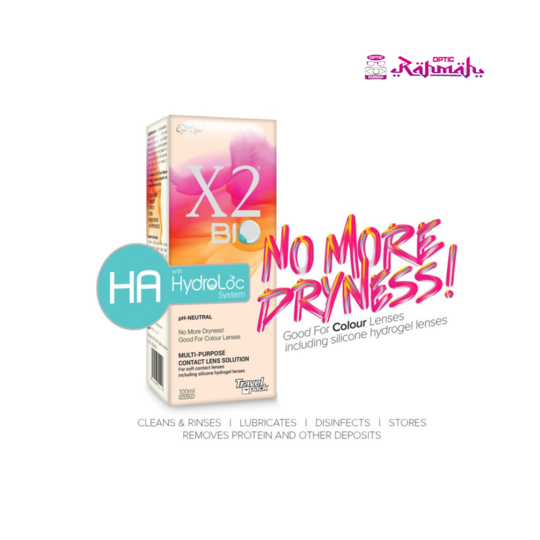 OPTIC
Rahmah
X2
BIO
HA
with
HydroLoc
System
pH-NEUTRAL
No More Dryness!
Good For Colour Lenses
MULTI-PURPOSE
CONTACT LENS SOLUTION
For soft contact lenses
including silicone hydrogel lenses
100ml
Travel
pack
NO MORE
DRYNESS!
Good For Colour Lenses
including silicone hydrogel lenses
CLEANS & RINSES I LUBRICATES I DISINFECTS I STORES
REMOVES PROTEIN AND OTHER DEPOSITS